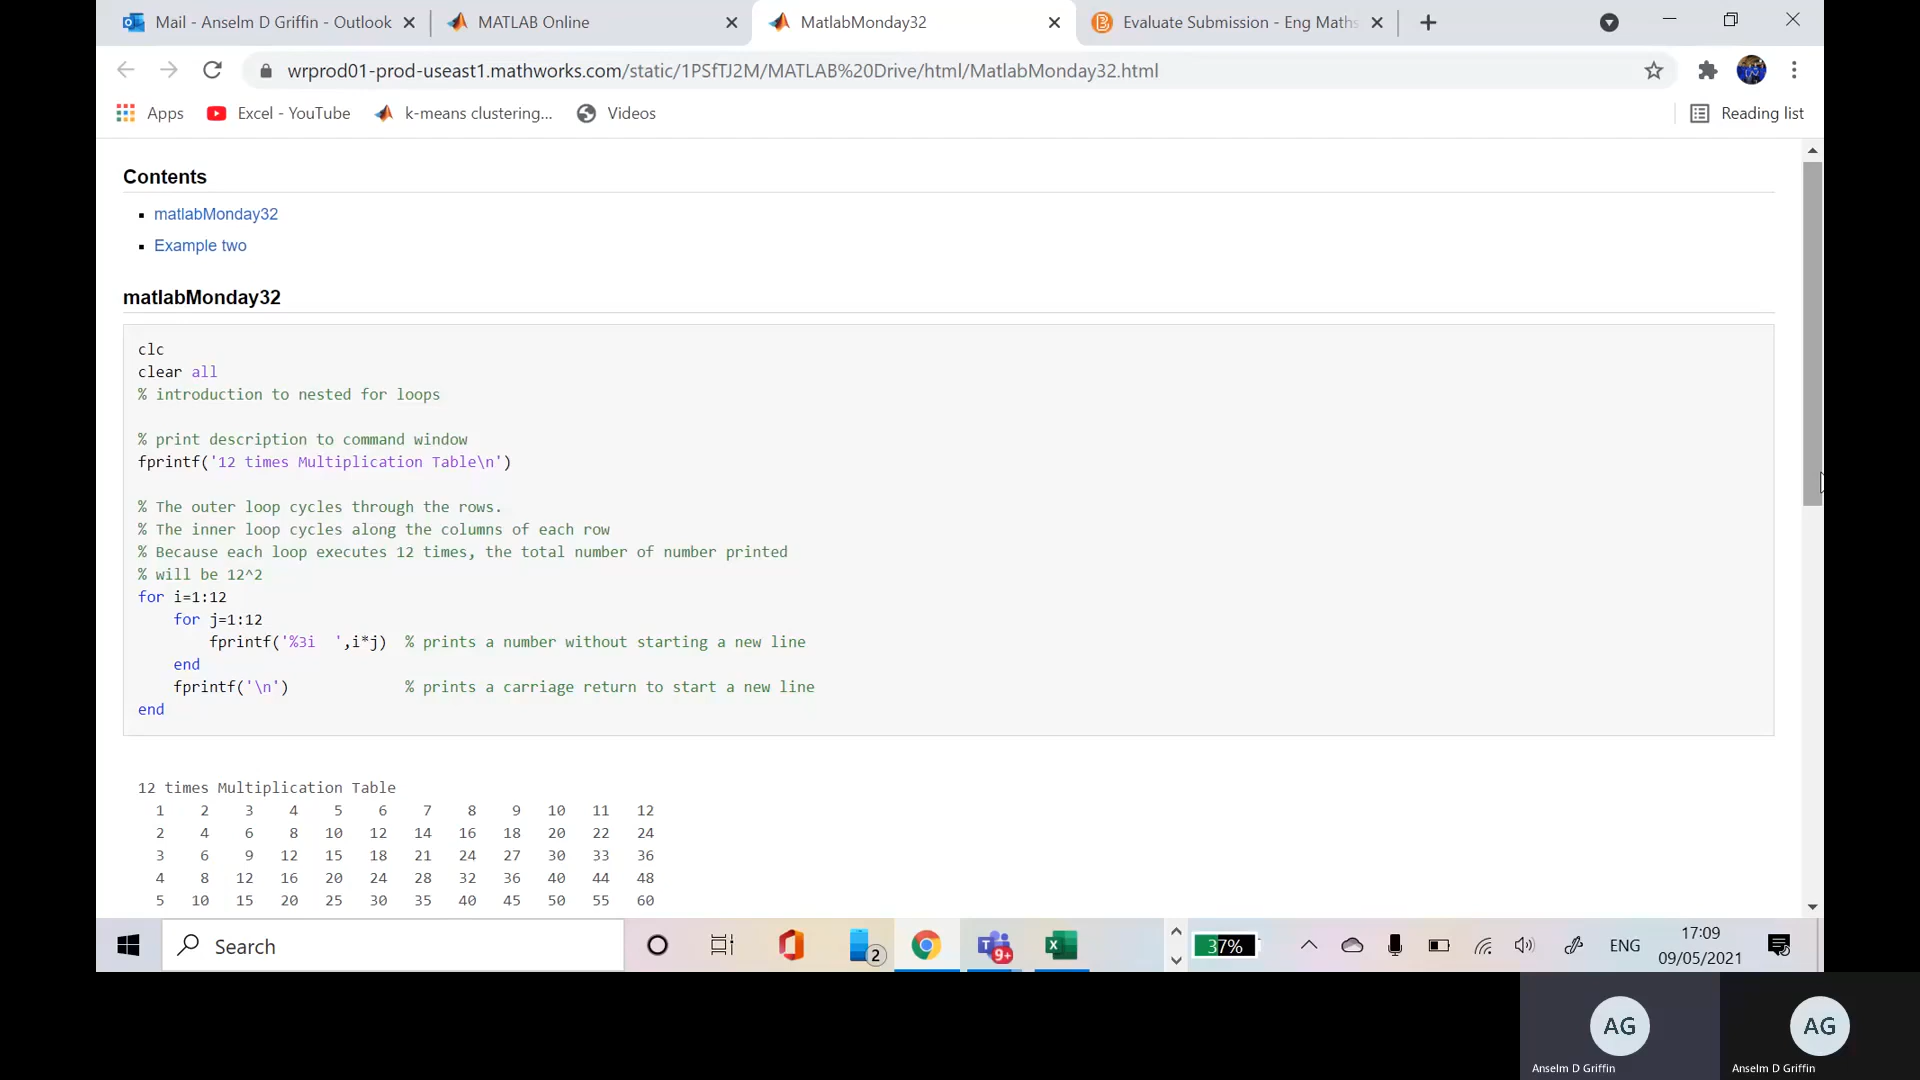 Mail - Anselm D Griffin - Outlook
MATLAB Online
MatlabMonday32
Evaluate Submission - Eng Maths
wrprod01-prod-useast1.mathworks.com/static/1PSfTJ2M/MATLAB%20Drive/html/MatlabMonday32.html
Apps
Excel - YouTube
k-means clustering...
Videos
Reading list
Contents
matlabMonday32
Example two
matlabMonday32
clc
clear all
% introduction to nested for loops
% print description to command window
fprintf('12 times Multiplication Table\n')
% The outer loop cycles through the rows.
% The inner loop cycles along the columns of each row
% Because each loop executes 12 times, the total number of number printed
% will be 12^2
for i=1:12
for j=1:12
fprintf('%3i  ',i*j)  % prints a number without starting a new line
end
fprintf('\n')             % prints a carriage return to start a new line
end
12 times Multiplication Table
1 2 3 4 5 6 7 8 9 10 11 12
2 4 6 8 10 12 14 16 18 20 22 24
3 6 9 12 15 18 21 24 27 30 33 36
4 8 12 16 20 24 28 32 36 40 44 48
5 10 15 20 25 30 35 40 45 50 55 60
Search
2
T
9+
X
37%
ENG
17:09
09/05/2021
AG
Anselm D Griffin
AG
Anselm D Griffin